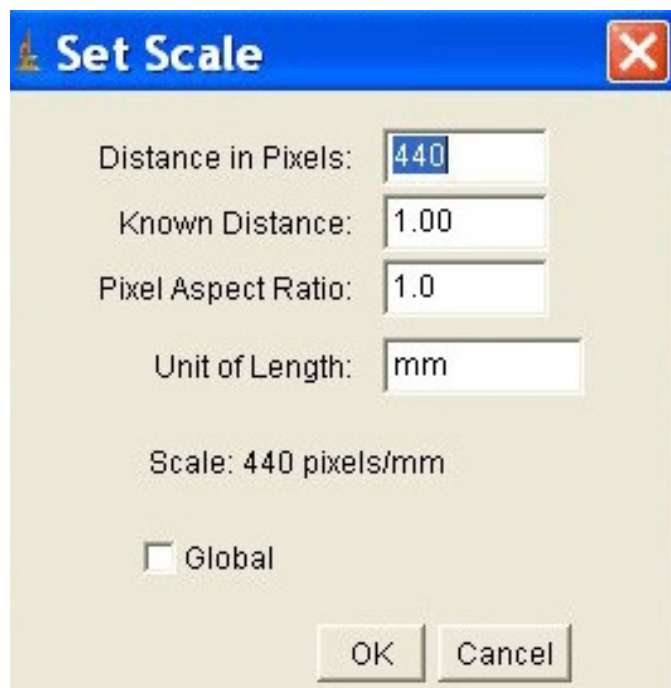 Set Scale
Distance in Pixels: 440
Known Distance: 1.00
Pixel Aspect Ratio: 1.0
Unit of Length: mm
Scale: 440 pixels/mm
Global
OK Cancel